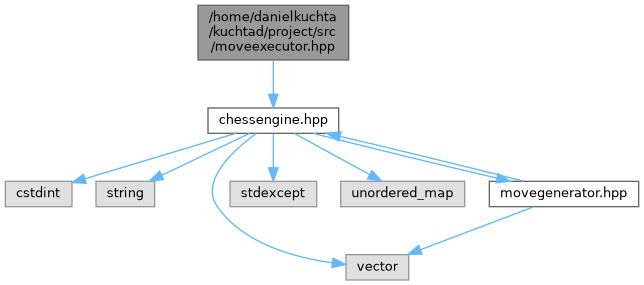 /home/danielkuchta
/kuchtad/project/src
/moveexecutor.hpp
chessengine.hpp
cstdint
string
stdexcept
unordered_map
movegenerator.hpp
vector